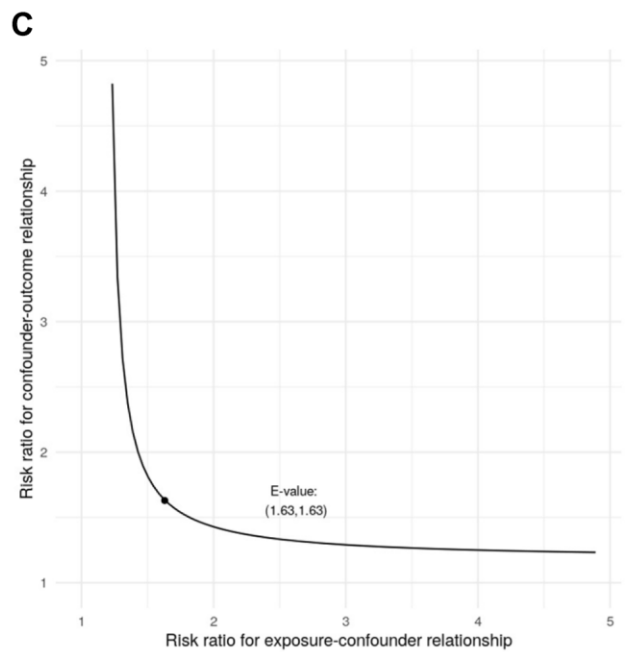 C
5
4
3
2
1
Risk ratio for confounder-outcome relationship
E-value:
(1.63,1.63)
1 2 3 4 5
Risk ratio for exposure-confounder relationship